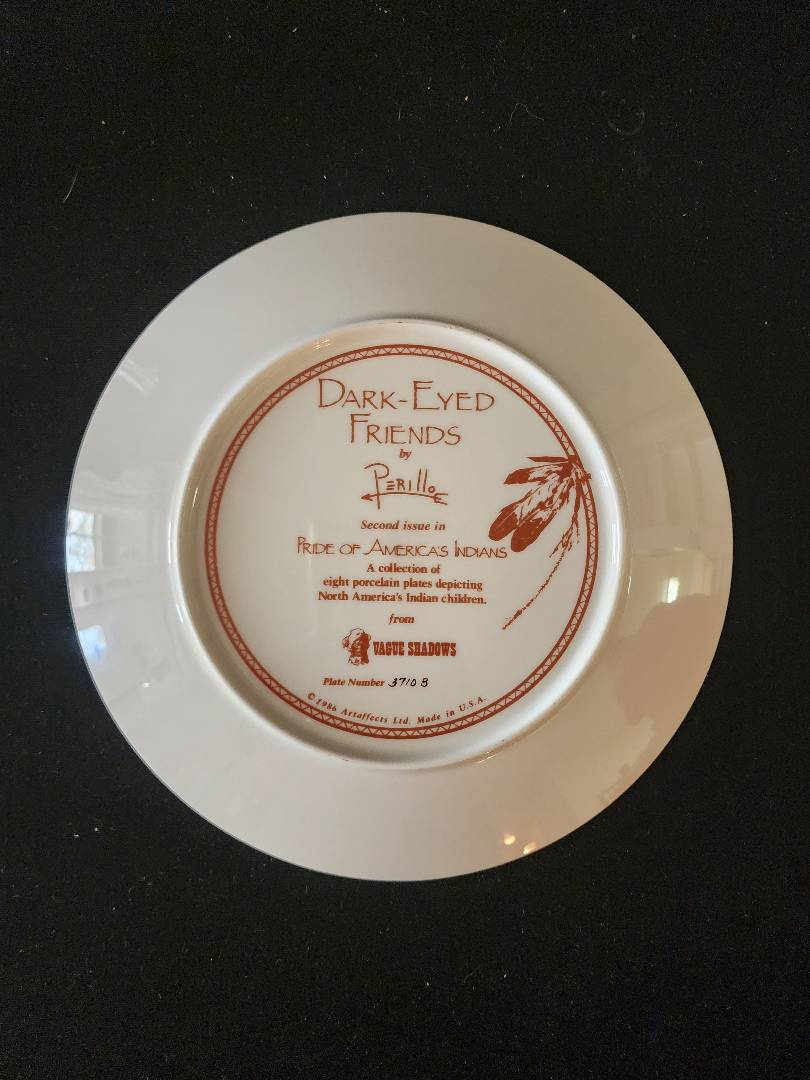 DARK-EYED
FRIENDS
by
PERILLO
Second issue in
PRIDE OF AMERICA'S INDIANS
A collection of
eight porcelain plates depicting
North America's Indian children.
from
VAGUE SHADOWS
Plate Number 3710 B
© 1986 Artaffects Ltd. Made in U.S.A.